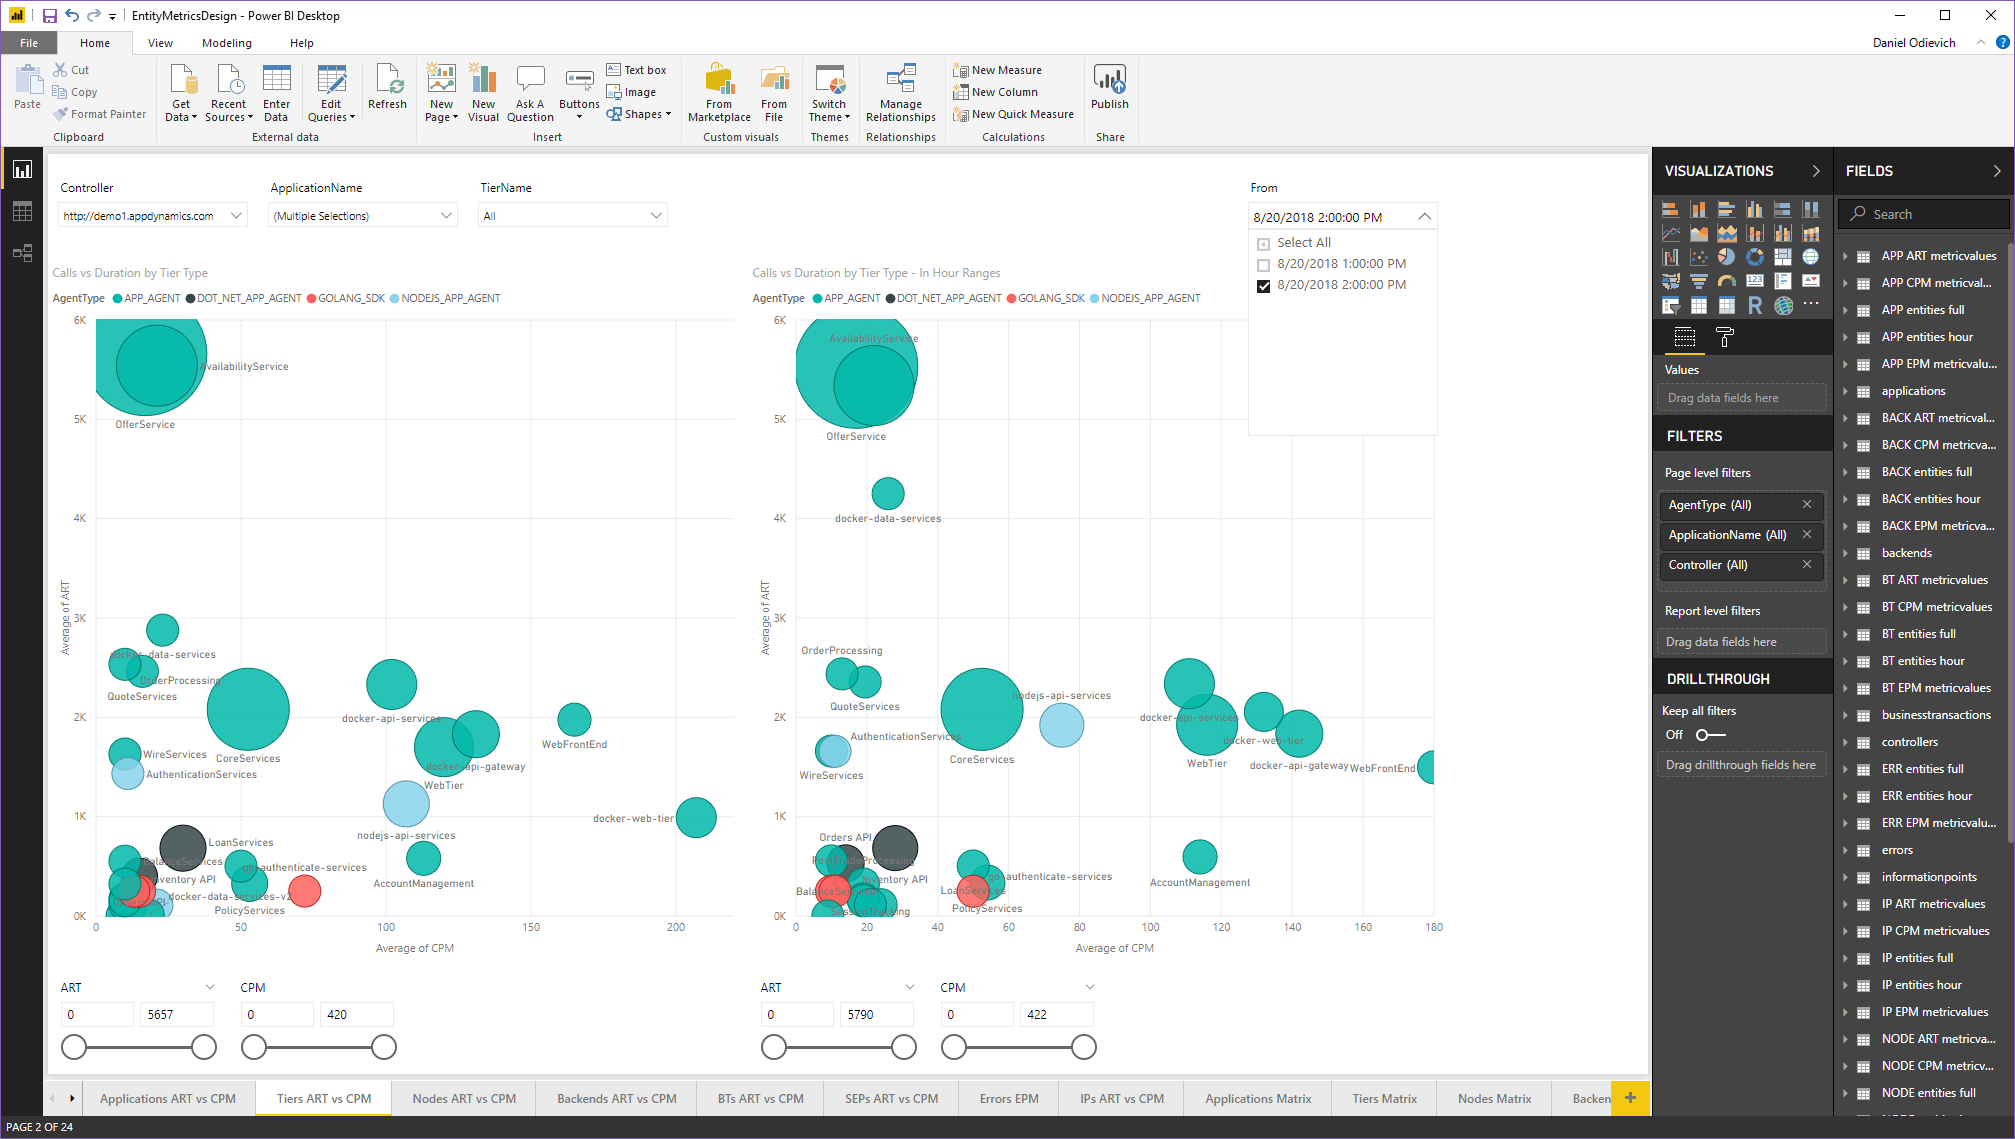 EntityMetricsDesign - Power BI Desktop
File
Home
View
Modeling
Help
Daniel Odievich
Paste
Cut
Copy
Format Painter
Clipboard
Get Data
Recent Sources
Enter Data
External data
Edit Queries
Refresh
New Page
New Visual
Ask A Question
Buttons
Text box
Image
Shapes
Insert
From Marketplace
From File
Custom visuals
Switch Theme
Themes
Manage Relationships
Relationships
New Measure
New Column
New Quick Measure
Calculations
Publish
Share
Controller
http://demo1.appdynamics.com
ApplicationName
(Multiple Selections)
TierName
All
From
8/20/2018 2:00:00 PM
Select All
8/20/2018 1:00:00 PM
8/20/2018 2:00:00 PM
Calls vs Duration by Tier Type
AgentType APP_AGENT DOT_NET_APP_AGENT GOLANG_SDK NODEJS_APP_AGENT
6K
5K
4K
3K
2K
1K
0K
Average of ART
AvailabilityService
OfferService
docker-data-services
OrderProcessing
QuoteServices
docker-api-services
CoreServices
WebFrontEnd
WireServices
AuthenticationServices
docker-api-gateway
WebTier
nodejs-api-services
docker-web-tier
LoanServices
BalanceServices
go-authenticate-services
Inventory API
AccountManagement
docker-data-services-v2
Orders API
PolicyServices
0 50 100 150 200
Average of CPM
Calls vs Duration by Tier Type - In Hour Ranges
AgentType APP_AGENT DOT_NET_APP_AGENT GOLANG_SDK NODEJS_APP_AGENT
6K
5K
4K
3K
2K
1K
0K
Average of ART
AvailabilityService
OfferService
docker-data-services
OrderProcessing
QuoteServices
nodejs-api-services
docker-api-services
AuthenticationServices
WireServices
CoreServices
docker-web-tier
WebTier
docker-api-gateway
WebFrontEnd
Orders API
PostTradeProcessing
Inventory API
go-authenticate-services
AccountManagement
BalanceServices
LoanServices
SessionTracking
PolicyServices
0 20 40 60 80 100 120 140 160 180
Average of CPM
ART
0 5657
CPM
0 420
ART
0 5790
CPM
0 422
Applications ART vs CPM
Tiers ART vs CPM
Nodes ART vs CPM
Backends ART vs CPM
BTs ART vs CPM
SEPs ART vs CPM
Errors EPM
IPs ART vs CPM
Applications Matrix
Tiers Matrix
Nodes Matrix
Backen
+
PAGE 2 OF 24
VISUALIZATIONS
Values
Drag data fields here
FILTERS
Page level filters
AgentType (All)
ApplicationName (All)
Controller (All)
Report level filters
Drag data fields here
DRILLTHROUGH
Keep all filters
Off
Drag drillthrough fields here
FIELDS
Search
APP ART metricvalues
APP CPM metricval...
APP entities full
APP entities hour
APP EPM metricvalu...
applications
BACK ART metricval...
BACK CPM metricva...
BACK entities full
BACK entities hour
BACK EPM metricva...
backends
BT ART metricvalues
BT CPM metricvalues
BT entities full
BT entities hour
BT EPM metricvalues
businesstransactions
controllers
ERR entities full
ERR entities hour
ERR EPM metricvalu...
errors
informationpoints
IP ART metricvalues
IP CPM metricvalues
IP entities full
IP entities hour
IP EPM metricvalues
NODE ART metricva...
NODE CPM metricv...
NODE entities full